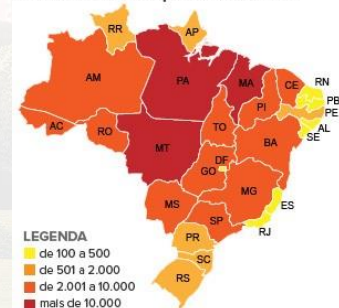 RR
AP
AM
PA
MA
CE
RN
PB
PE
AL
SE
PI
AC
RO
TO
MT
BA
DF
GO
MG
ES
MS
SP
RJ
PR
SC
RS
LEGENDA
de 100 a 500
de 501 a 2.000
de 2.001 a 10.000
mais de 10.000